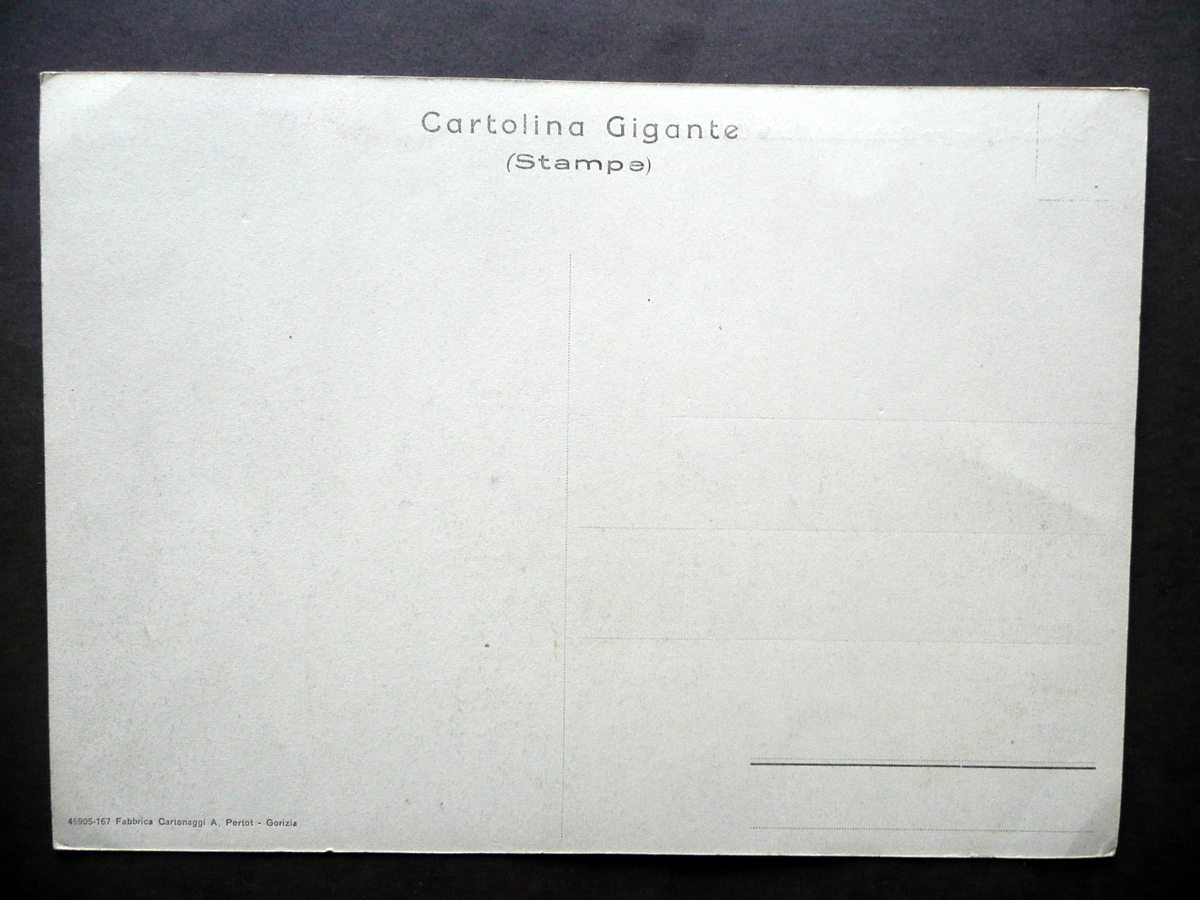 Cartolina Gigante
(Stampe)
46905-167 Fabbrica Cartonaggi A. Pertot - Gorizia